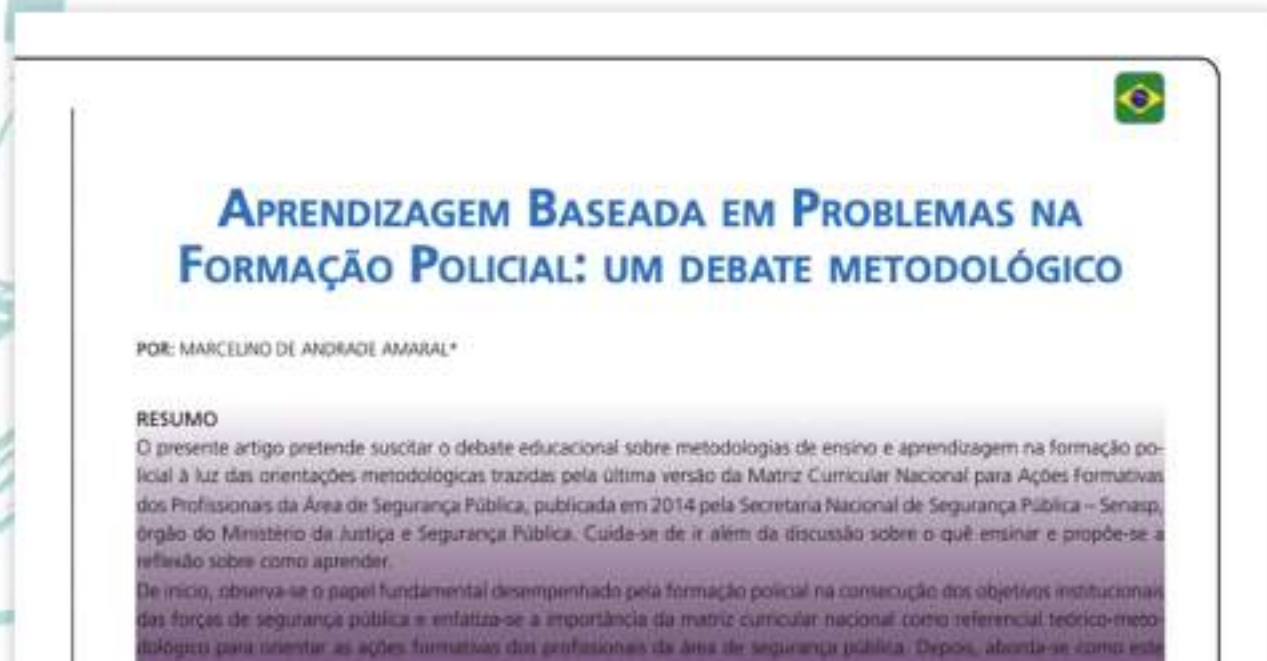 APRENDIZAGEM BASEADA EM PROBLEMAS NA
FORMAÇÃO POLICIAL: UM DEBATE METODOLÓGICO
POR: MARCELINO DE ANDRADE AMARAL*
RESUMO
O presente artigo pretende suscitar o debate educacional sobre metodologias de ensino e aprendizagem na formação po-
licial à luz das orientações metodológicas trazidas pela última versão da Matriz Curricular Nacional para Ações Formativas
dos Profissionais da Área de Segurança Pública, publicada em 2014 pela Secretaria Nacional de Segurança Pública – Senasp,
órgão do Ministério da Justiça e Segurança Pública. Cuida-se de ir além da discussão sobre o quê ensinar e propõe-se a
reflexão sobre como aprender.
De início, observa-se o papel fundamental desempenhado pela formação policial na consecução dos objetivos institucionais
das forças de segurança pública e enfatiza-se a importância da matriz curricular nacional como referencial teórico-meto-
dológico para orientar as ações formativas dos profissionais da área de segurança pública. Depois, aborda-se como este